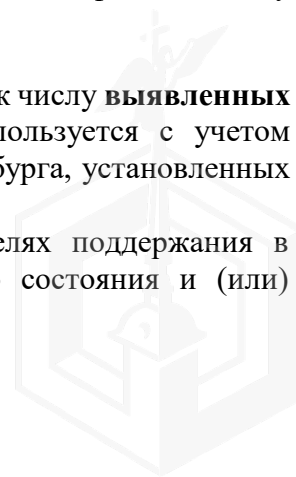 к числу выявленных
пользуется с учетом
бурга, установленных
елях поддержания в
состояния и (или)